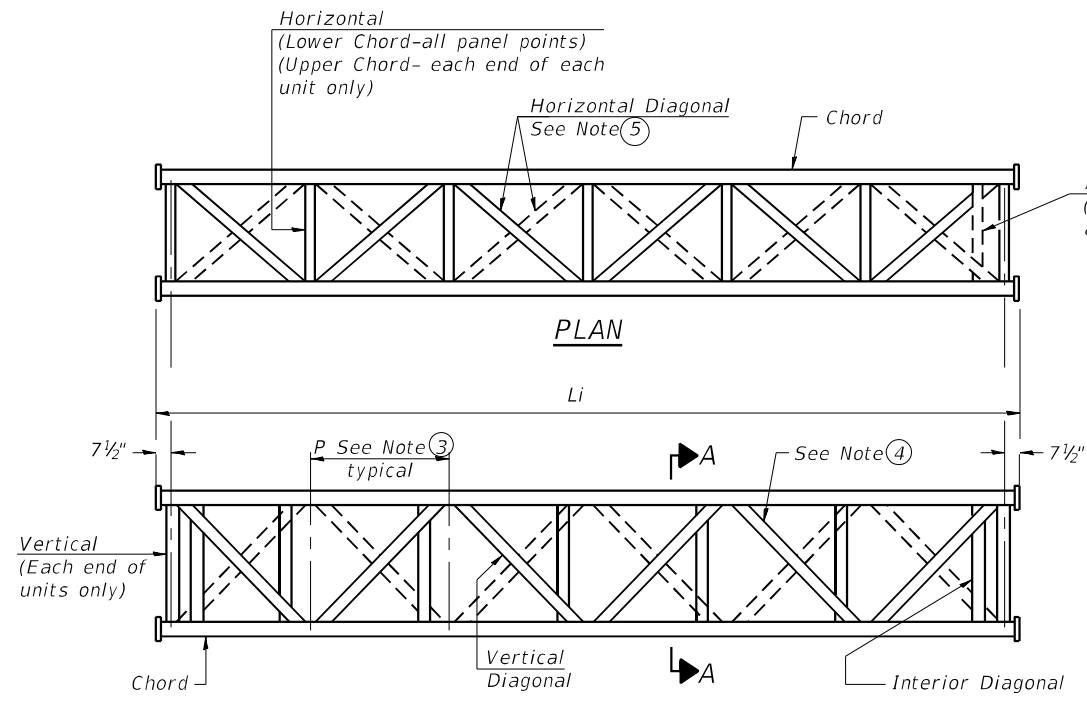 Horizontal
(Lower Chord-all panel points)
(Upper Chord- each end of each
unit only)
Horizontal Diagonal
See Note 5
Chord
PLAN
Li
7½"
P See Note 3
typical
A
See Note 4
7½"
Vertical
(Each end of
units only)
Chord
Vertical
Diagonal
A
Interior Diagonal